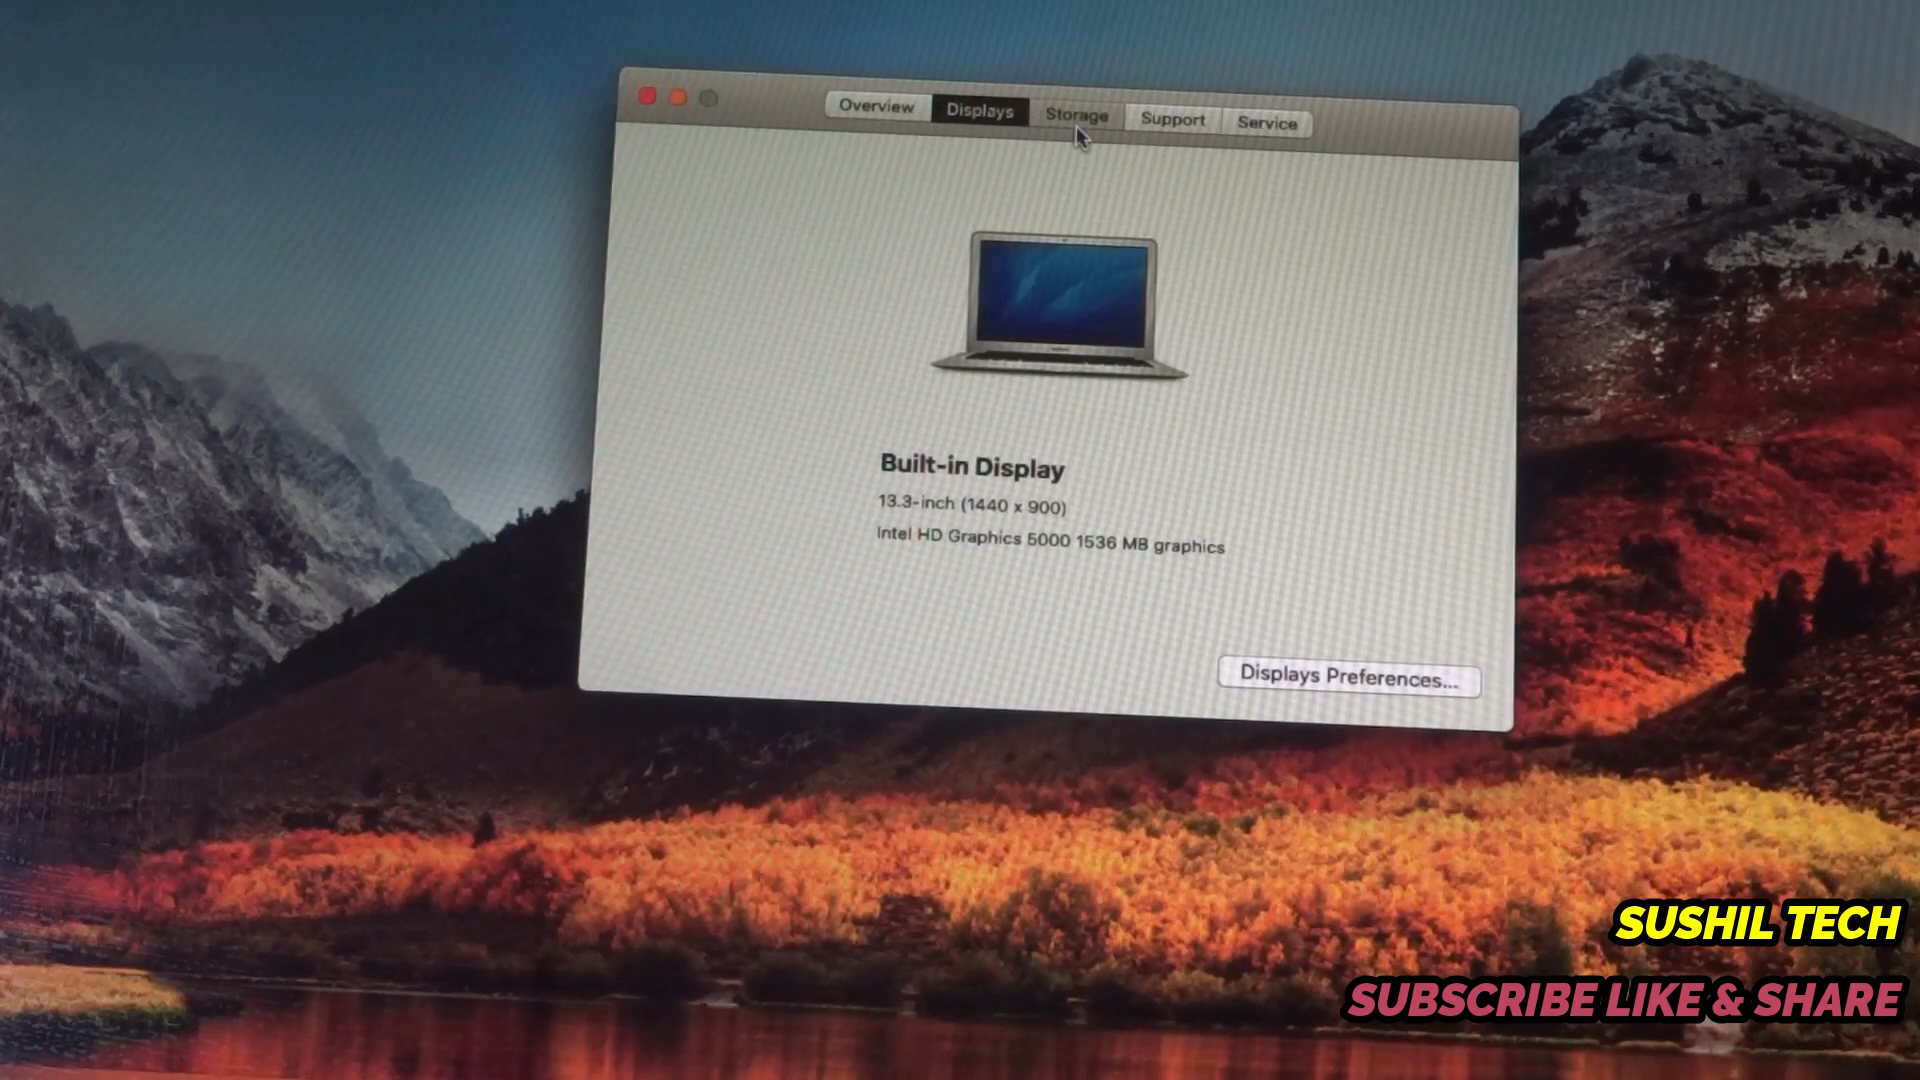 Overview Displays Storage Support Service
Built-in Display
13.3-inch (1440 x 900)
Intel HD Graphics 5000 1536 MB graphics
Displays Preferences...
SUSHIL TECH
SUBSCRIBE LIKE & SHARE